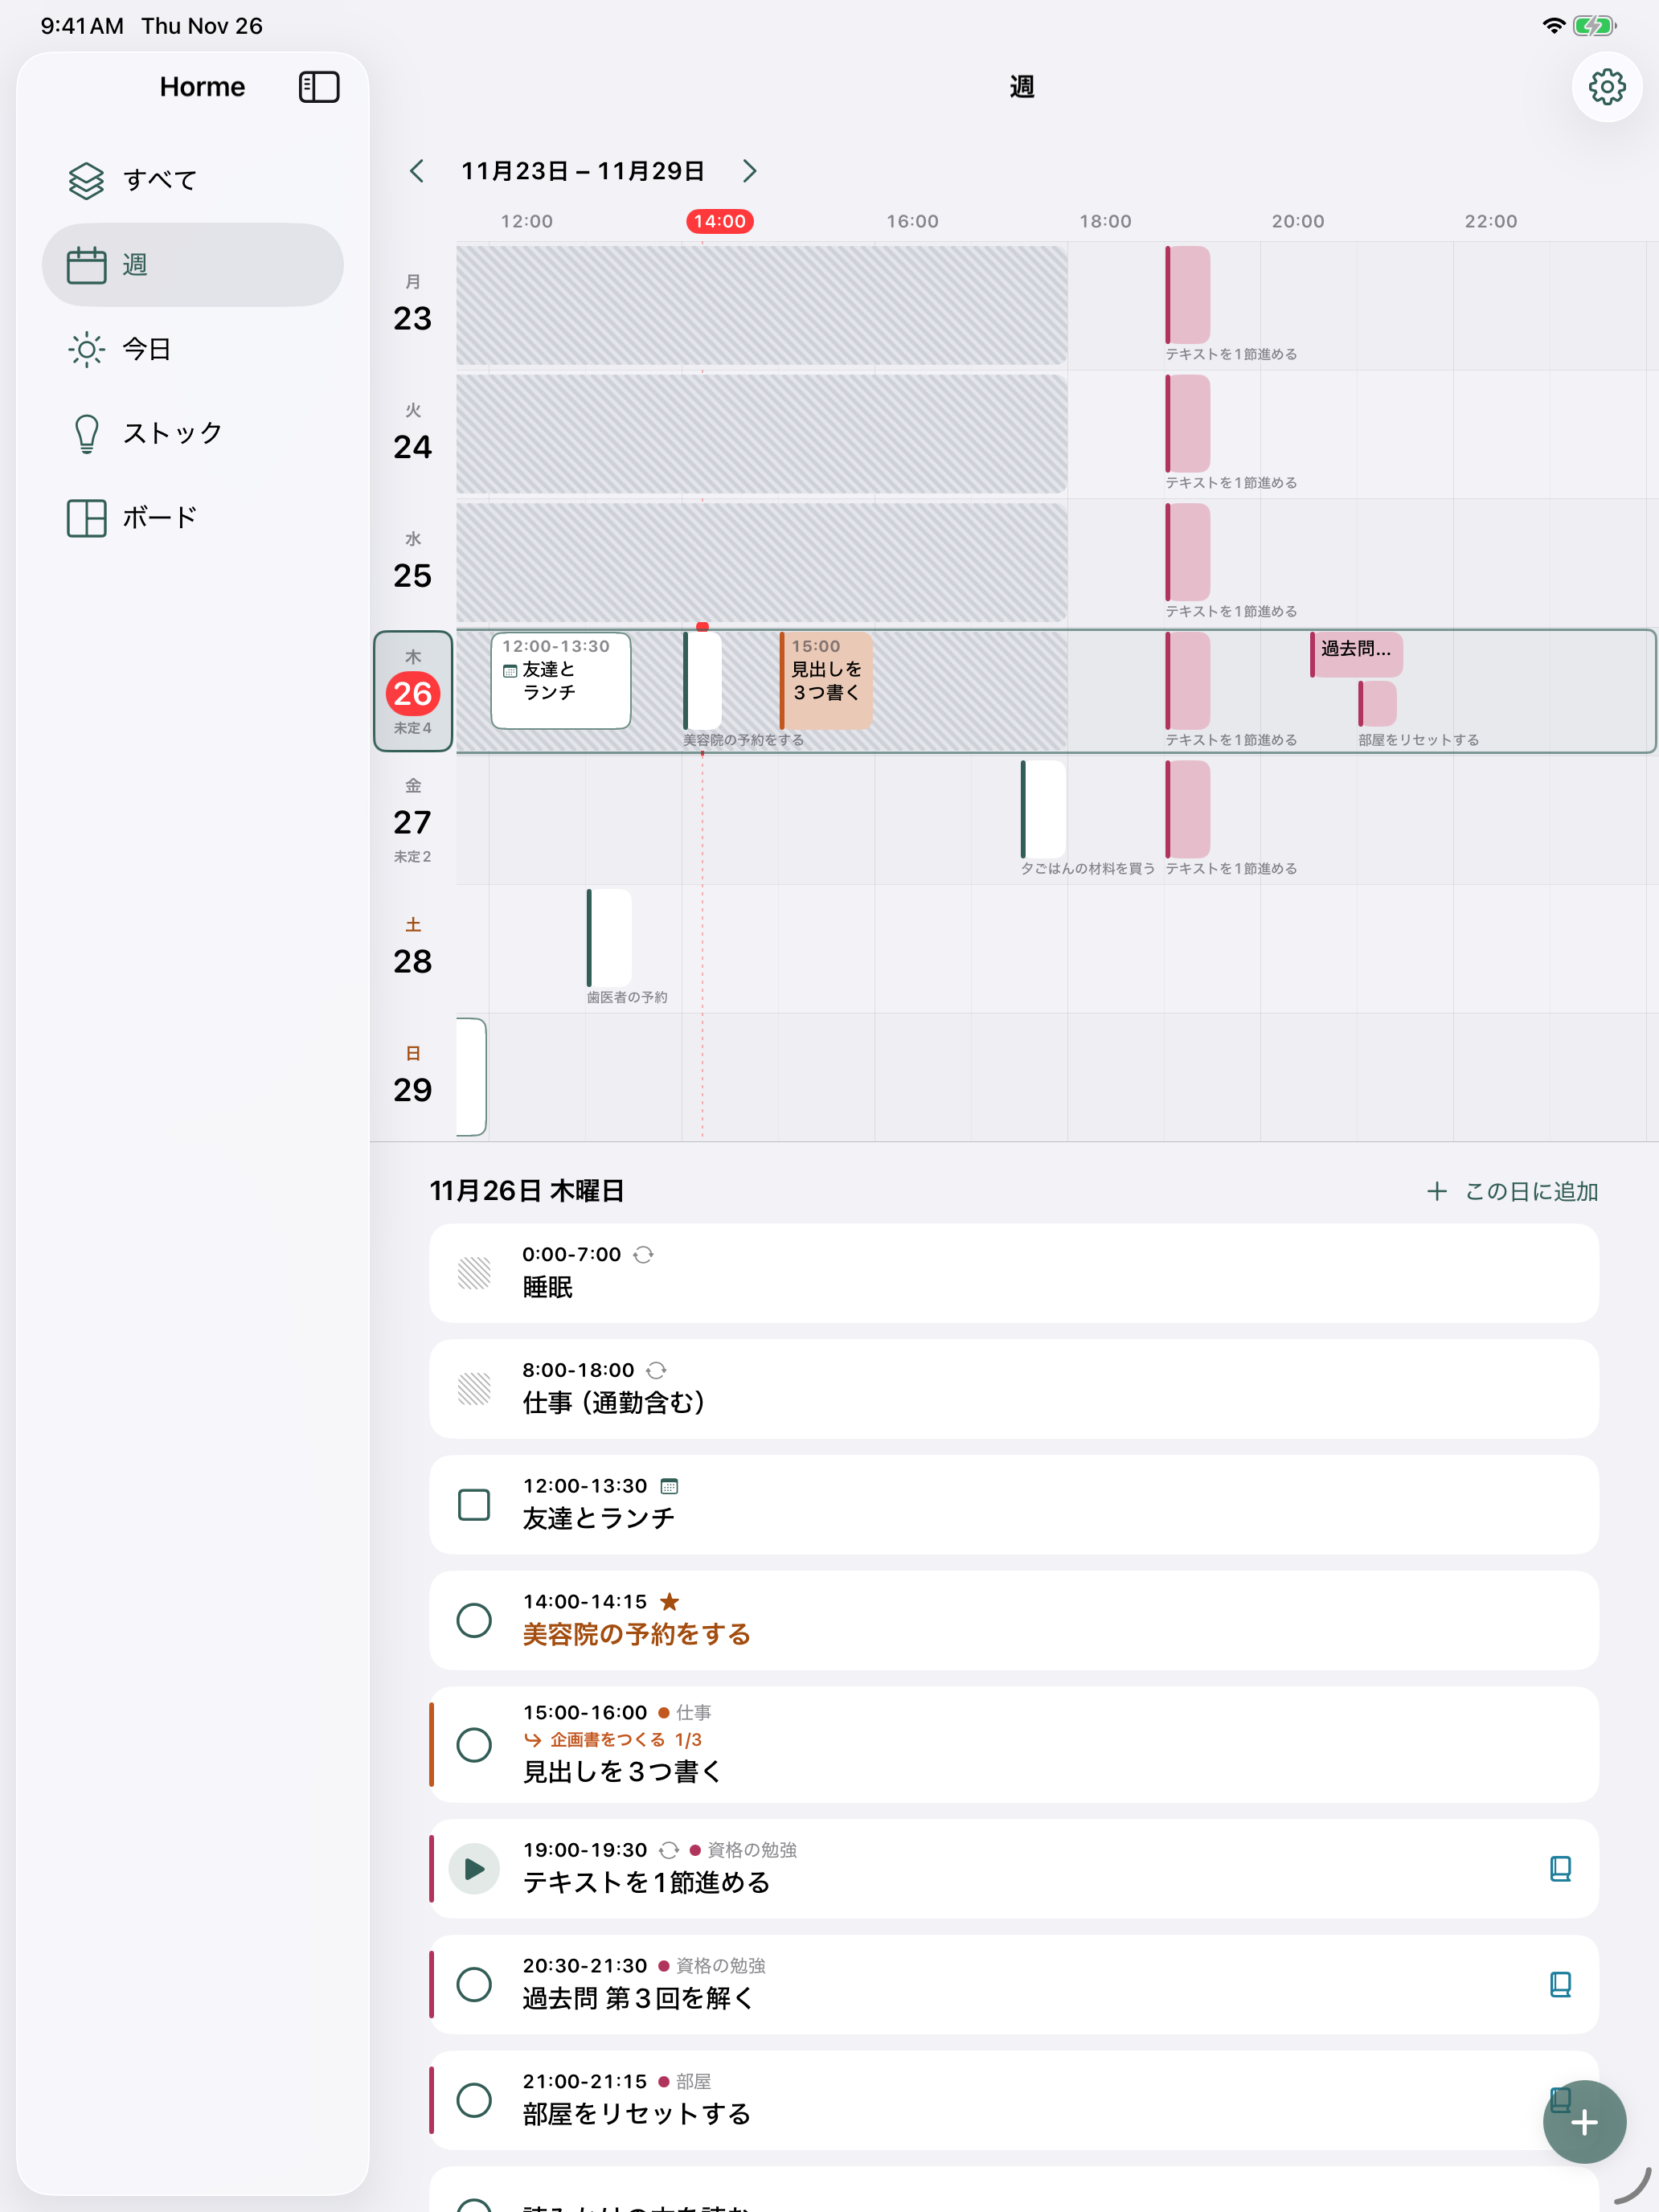 9:41 AM Thu Nov 26
Horme
すべて
週
今日
ストック
ボード
週
11月23日 – 11月29日
12:00 14:00 16:00 18:00 20:00 22:00
月
23
テキストを1節進める
火
24
テキストを1節進める
水
25
テキストを1節進める
木
26
未定4
12:00-13:30
友達と
ランチ
美容院の予約をする
15:00
見出しを
3つ書く
テキストを1節進める
過去問...
部屋をリセットする
金
27
未定2
夕ごはんの材料を買う
テキストを1節進める
土
28
歯医者の予約
日
29
11月26日 木曜日
+ この日に追加
0:00-7:00
睡眠
8:00-18:00
仕事（通勤含む）
12:00-13:30
友達とランチ
14:00-14:15
美容院の予約をする
15:00-16:00 仕事
企画書をつくる 1/3
見出しを3つ書く
19:00-19:30 資格の勉強
テキストを1節進める
20:30-21:30 資格の勉強
過去問 第3回を解く
21:00-21:15 部屋
部屋をリセットする